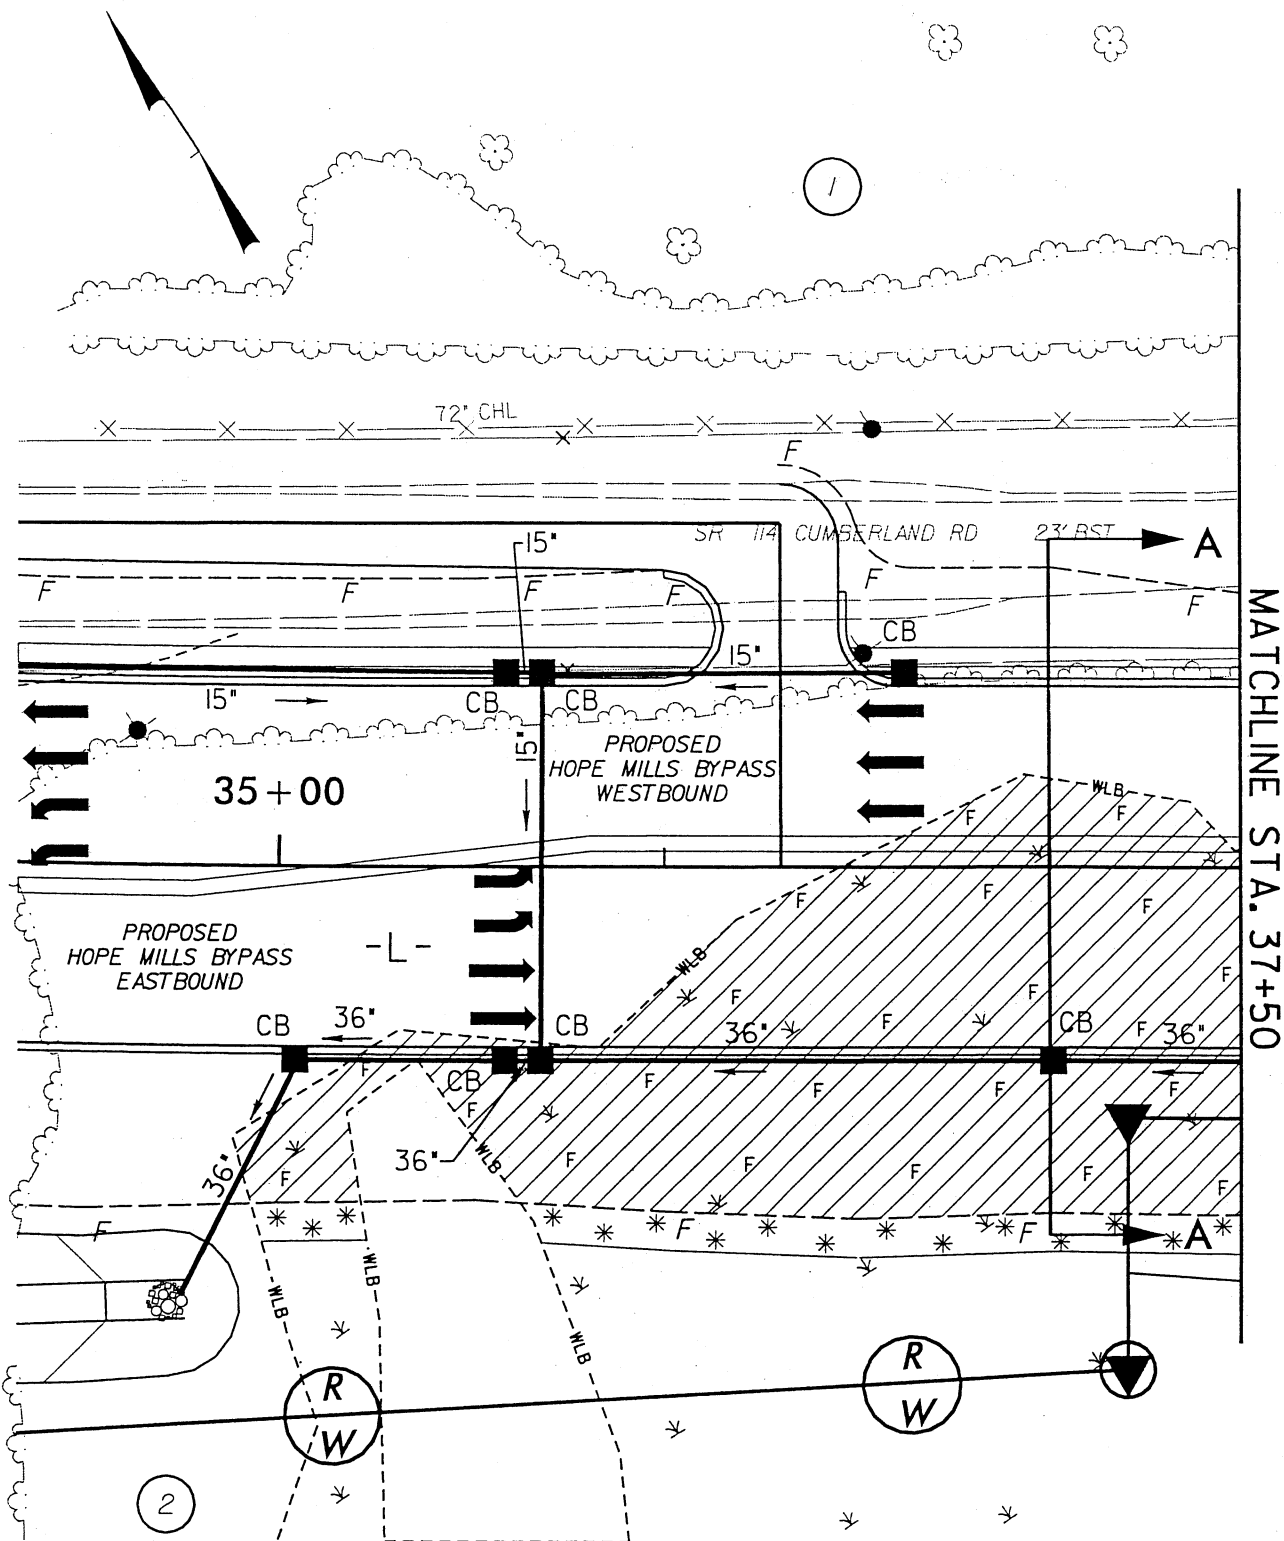 1
72" CHL
F
SR 114 CUMBERLAND RD 23' BST
A
15"
F F F F F F
CB
15"
15"
CB CB
MATCHLINE STA. 37+50
15"
PROPOSED
HOPE MILLS BYPASS
WESTBOUND
35+00
WLB
F F
F F
PROPOSED
HOPE MILLS BYPASS
EASTBOUND
-L-
WLB
F
F F
36"
CB CB
36"
CB
36"
F F
F
CB
F F F F
F
36"
36"
WLB
F F F F F F
F F F
A
WLB
WLB
WLB
R
W
R
W
2